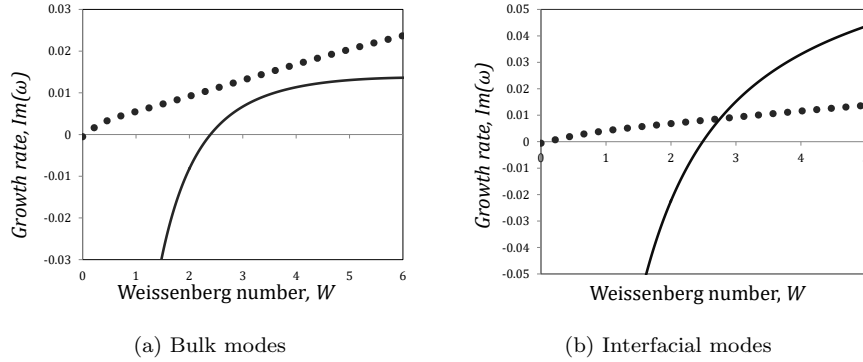 0.03
0.02
0.01
0
-0.01
-0.02
-0.03
0 1 2 3 4 5 6
Growth rate, Im(ω)
Weissenberg number, W
(a) Bulk modes
0.05
0.04
0.03
0.02
0.01
0
-0.01
-0.02
-0.03
-0.04
-0.05
0 1 2 3 4
Growth rate, Im(ω)
Weissenberg number, W
(b) Interfacial modes